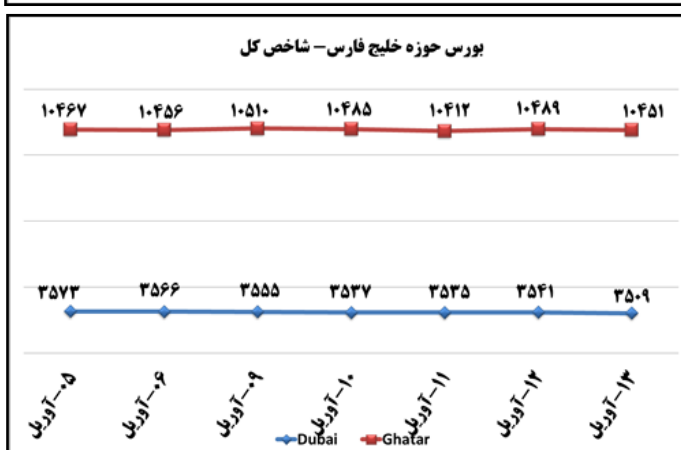 بورس حوزه خلیج فارس- شاخص کل
۱۰۴۶۷ ۱۰۴۵۶ ۱۰۵۱۰ ۱۰۴۸۵ ۱۰۴۱۲ ۱۰۴۸۹ ۱۰۴۵۱
۳۵۷۳ ۳۵۶۶ ۳۵۵۵ ۳۵۳۷ ۳۵۳۵ ۳۵۴۱ ۳۵۰۹
۰۵-آوریل ۰۶-آوریل ۰۹-آوریل ۱۰-آوریل ۱۱-آوریل ۱۲-آوریل ۱۳-آوریل
Dubai Ghatar